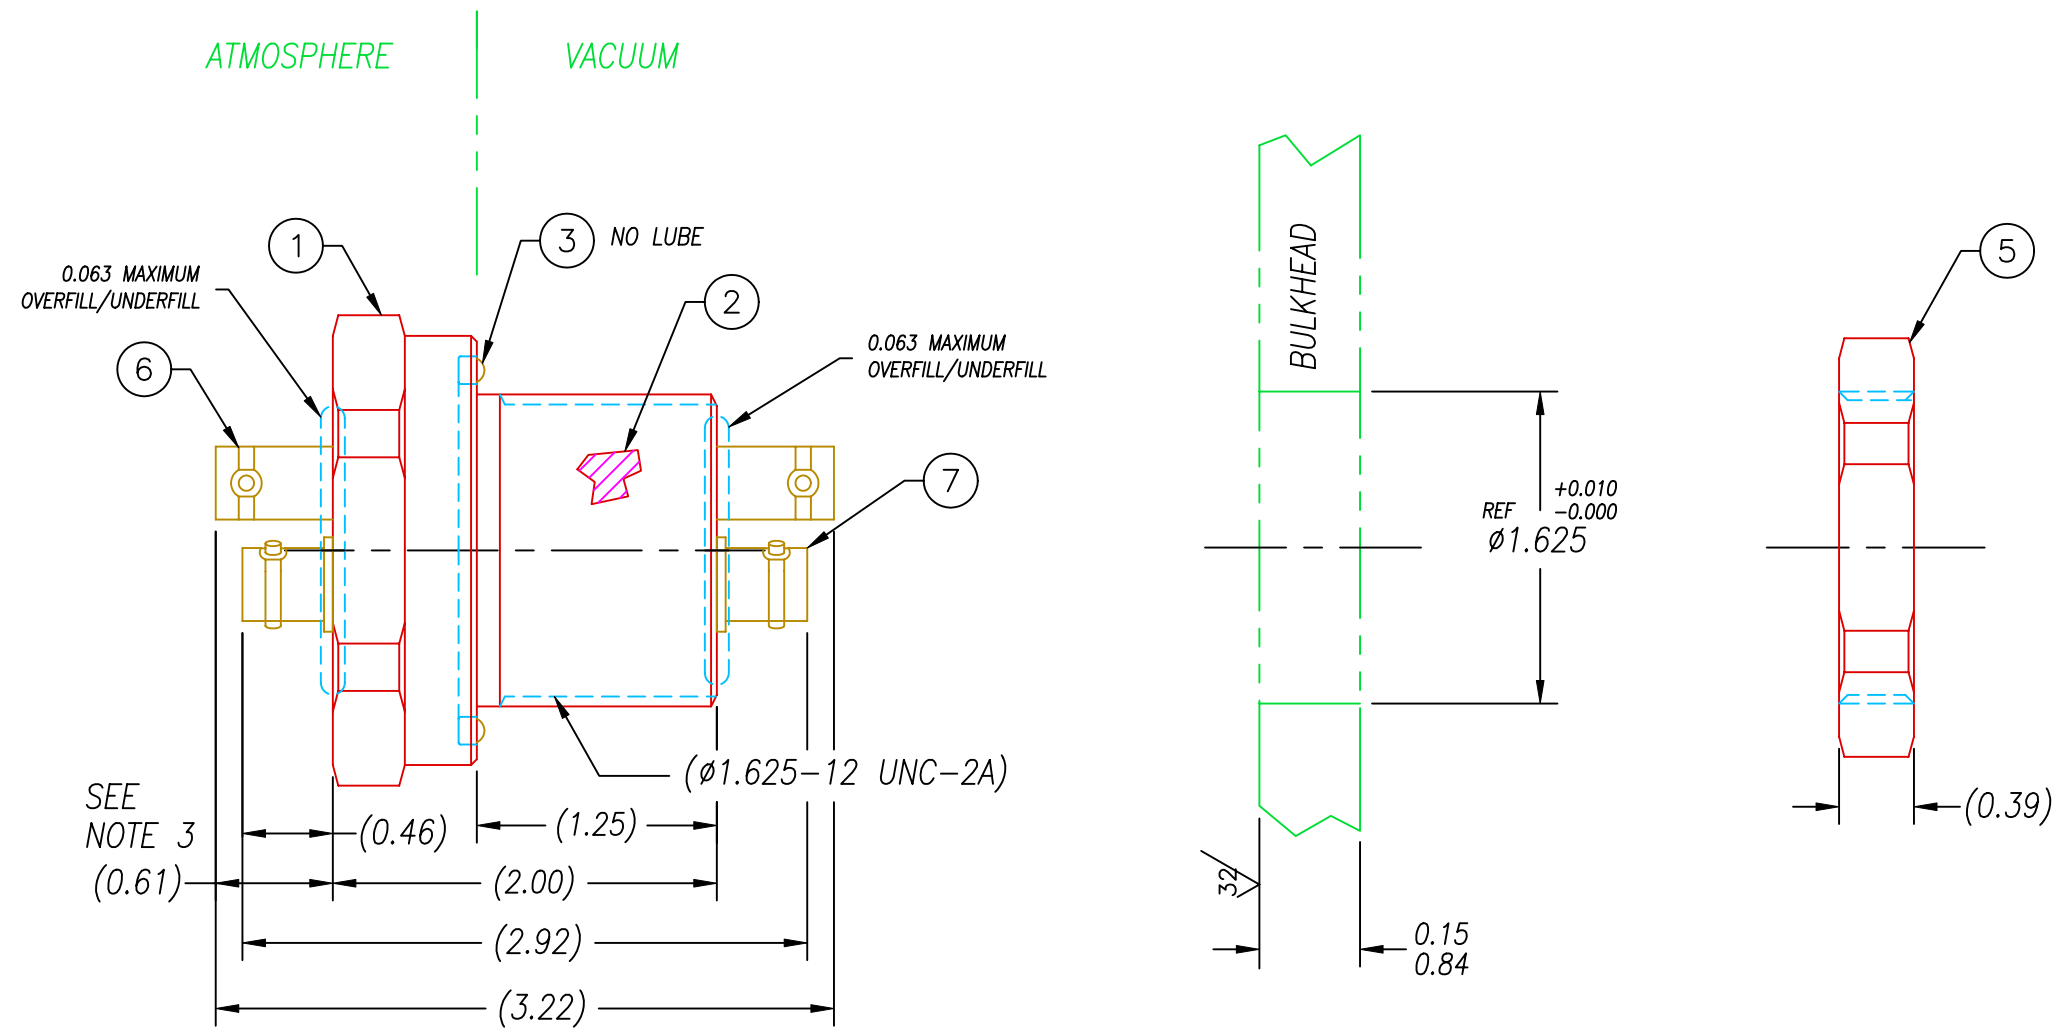 ATMOSPHERE
VACUUM
1
3
NO LUBE
0.063 MAXIMUM
OVERFILL/UNDERFILL
2
6
0.063 MAXIMUM
OVERFILL/UNDERFILL
7
(ø1.625-12 UNC-2A)
SEE
NOTE 3
(0.61)
(0.46)
(1.25)
(2.00)
(2.92)
(3.22)
BULKHEAD
+0.010
REF -0.000
ø1.625
32
0.15
0.84
5
(0.39)